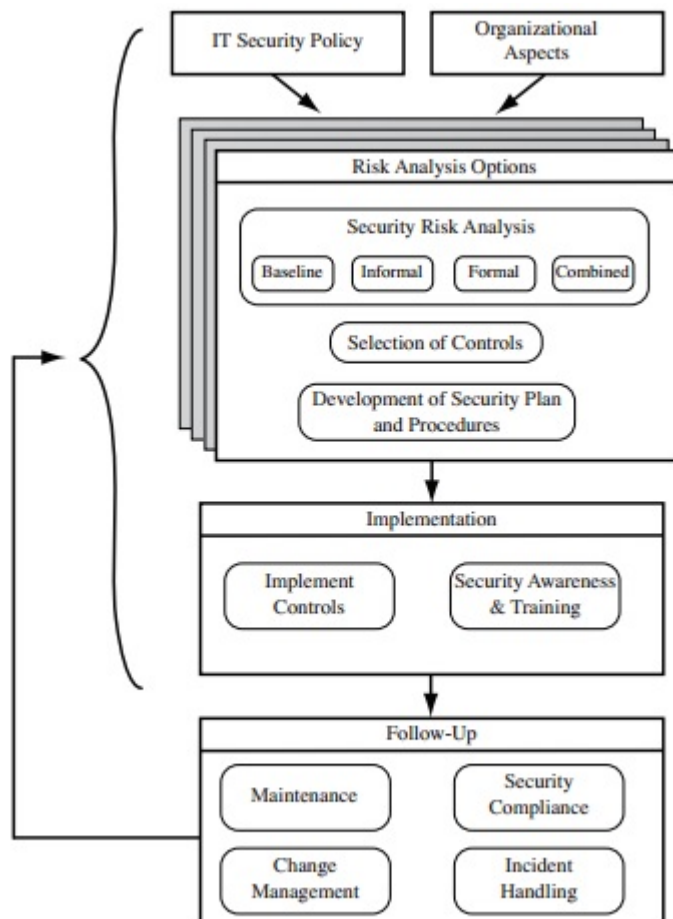 IT Security Policy
Organizational
Aspects
Risk Analysis Options
Security Risk Analysis
Baseline
Informal
Formal
Combined
Selection of Controls
Development of Security Plan
and Procedures
Implementation
Implement
Controls
Security Awareness
& Training
Follow-Up
Maintenance
Security
Compliance
Change
Management
Incident
Handling